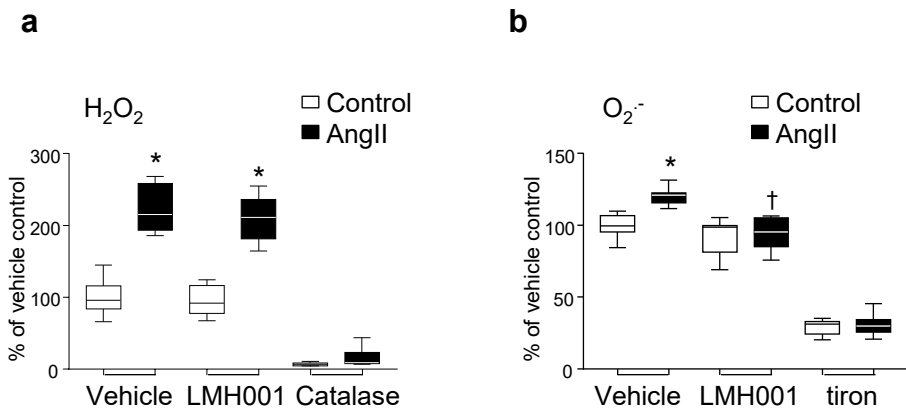 a
H₂O₂
Control
AngII
% of vehicle control
300
200
100
0
*
*
Vehicle LMH001 Catalase
b
O₂·-
Control
AngII
% of vehicle control
150
100
50
0
*
†
Vehicle LMH001 tiron